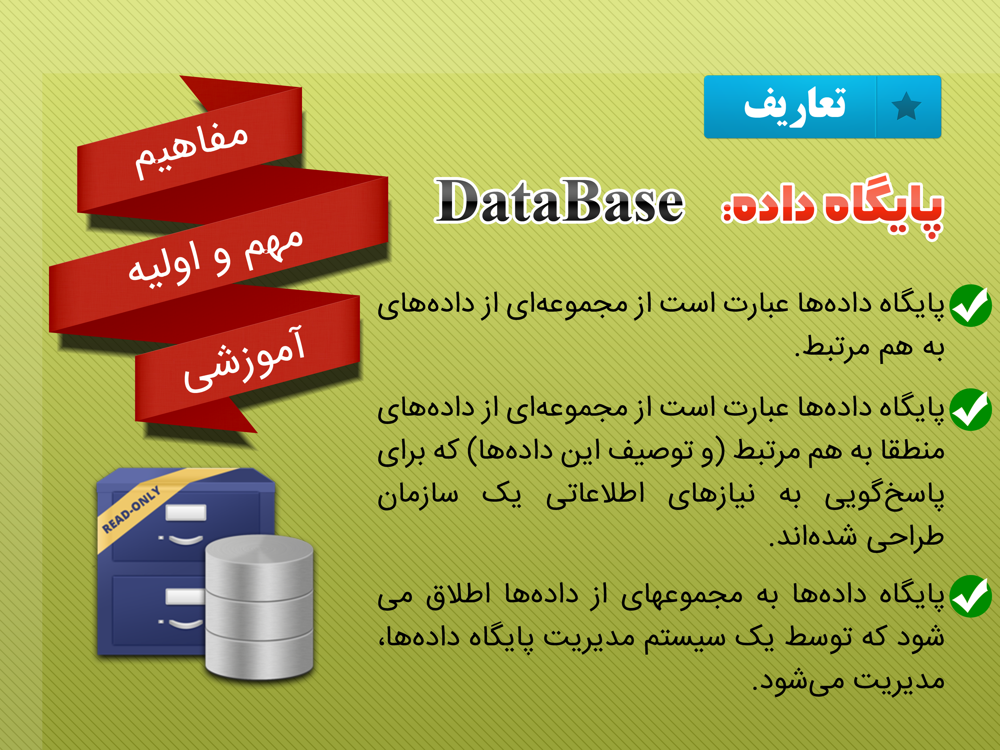 تعاریف
پایگاه داده: DataBase
مفاهیم
مهم و اولیه
آموزشی
پایگاه داده‌ها عبارت است از مجموعه‌ای از داده‌های
به هم مرتبط.
پایگاه داده‌ها عبارت است از مجموعه‌ای از داده‌های
منطقا به هم مرتبط (و توصیف این داده‌ها) که برای
پاسخ‌گویی به نیازهای اطلاعاتی یک سازمان
طراحی شده‌اند.
پایگاه داده‌ها به مجموعهای از داده‌ها اطلاق می
شود که توسط یک سیستم مدیریت پایگاه داده‌ها،
مدیریت می‌شود.
READ-ONLY